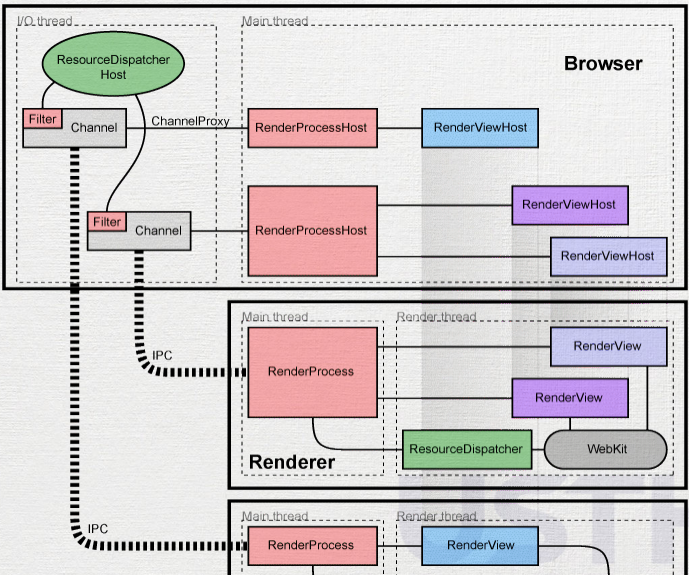 I/O thread
Main thread
ResourceDispatcher
Host
Browser
Filter
Channel
ChannelProxy
RenderProcessHost
RenderViewHost
Filter
Channel
RenderProcessHost
RenderViewHost
RenderViewHost
Main thread
Render thread
IPC
RenderProcess
RenderView
RenderView
ResourceDispatcher
WebKit
Renderer
Main thread
Render thread
IPC
RenderProcess
RenderView